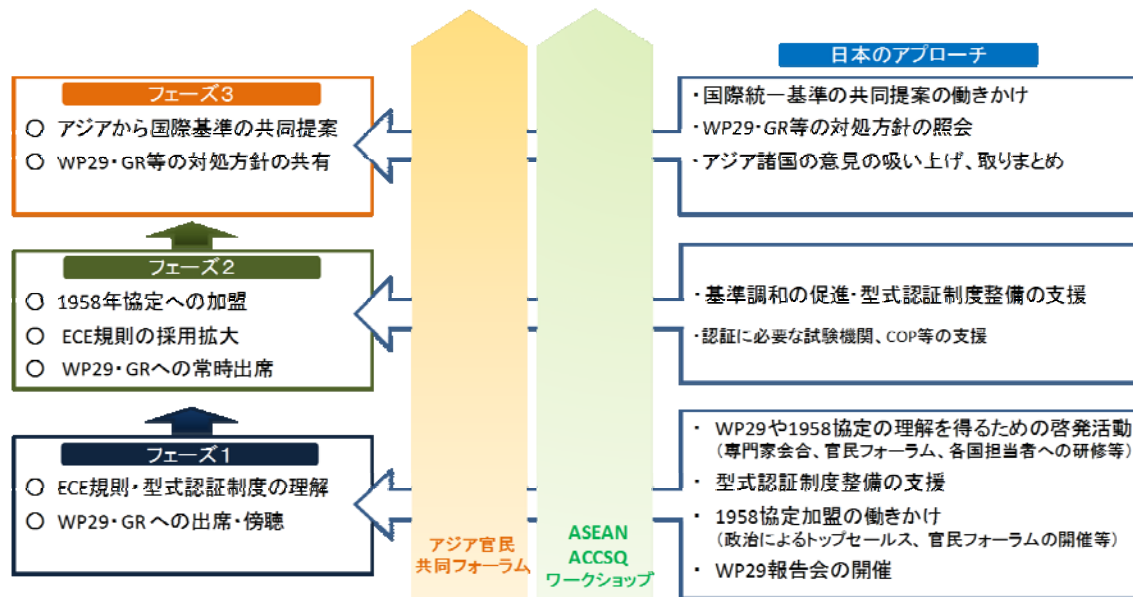 フェーズ3
○ アジアから国際基準の共同提案
○ WP29・GR等の対処方針の共有
フェーズ2
○ 1958年協定への加盟
○ ECE規則の採用拡大
○ WP29・GRへの常時出席
フェーズ1
○ ECE規則・型式認証制度の理解
○ WP29・GRへの出席・傍聴
アジア官民
共同フォーラム
ASEAN
ACCSQ
ワークショップ
日本のアプローチ
・国際統一基準の共同提案の働きかけ
・WP29・GR等の対処方針の照会
・アジア諸国の意見の吸い上げ、取りまとめ
・基準調和の促進・型式認証制度整備の支援
・認証に必要な試験機関、COP等の支援
・ WP29や1958協定の理解を得るための啓発活動
（専門家会合、官民フォーラム、各国担当者への研修等）
・ 型式認証制度整備の支援
・ 1958協定加盟の働きかけ
（政治によるトップセールス、官民フォーラムの開催等）
・ WP29報告会の開催